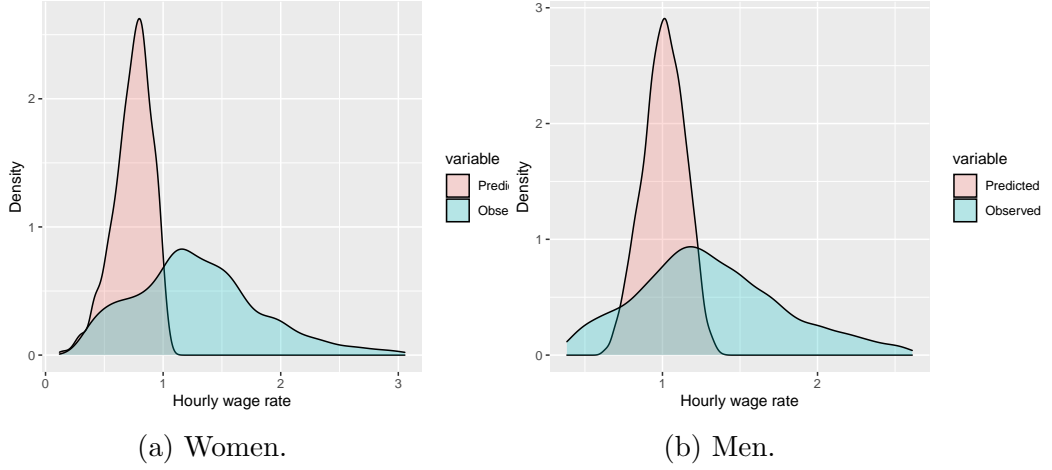 2
1
0
Density
0
1
2
3
Hourly wage rate
variable
Predi
Obse
(a) Women.
3
2
1
0
Density
1
2
Hourly wage rate
variable
Predicted
Observed
(b) Men.